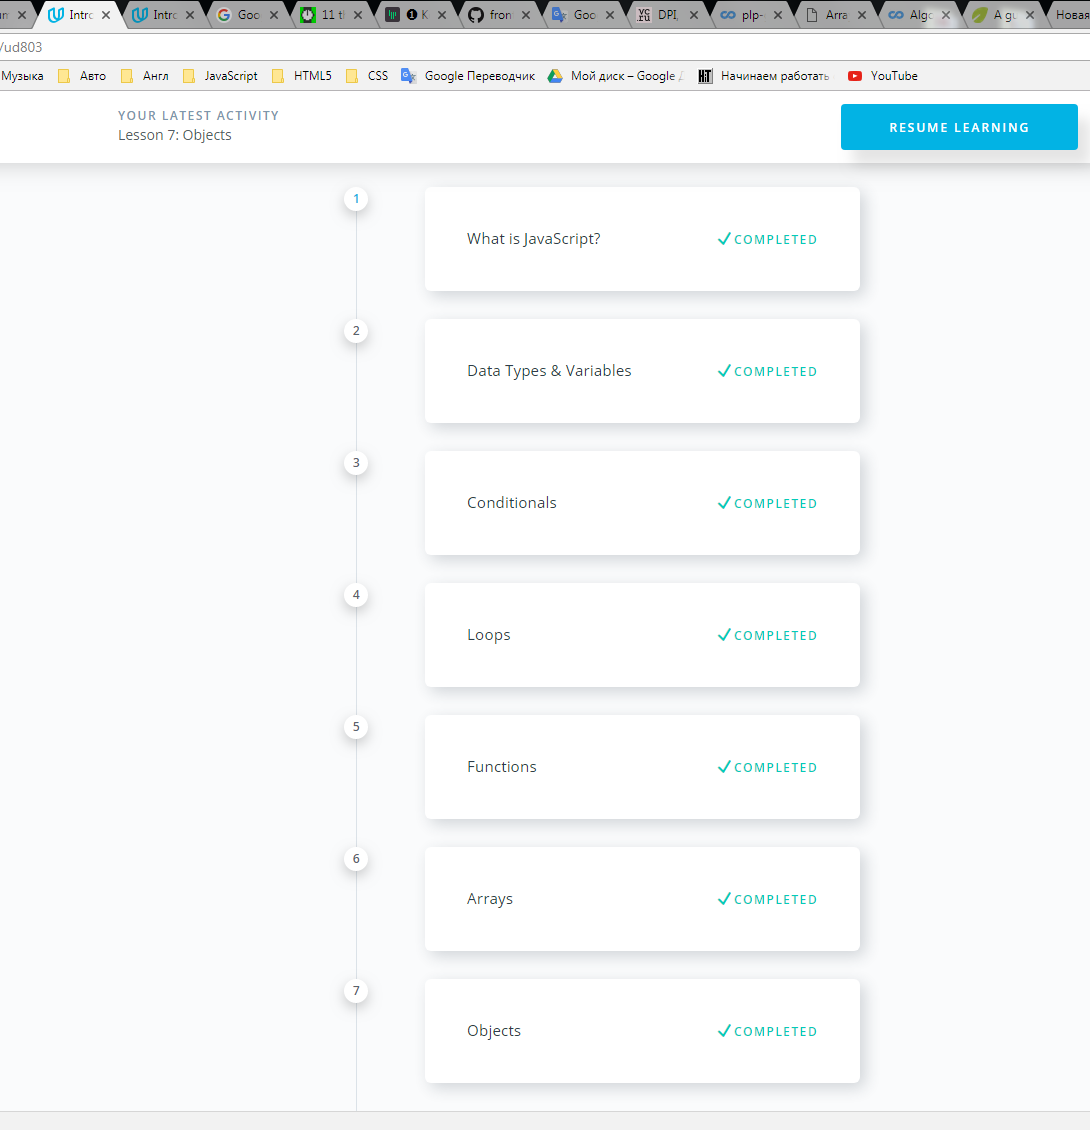 Intro
Intro
Goo
11 t
K
fron
Goo
DPI,
plp-
Arra
Algo
A gu
Новая
/ud803
Музыка Авто Англ JavaScript HTML5 CSS Google Переводчик Мой диск – Google Начинаем работать YouTube
YOUR LATEST ACTIVITY
Lesson 7: Objects
RESUME LEARNING
1
What is JavaScript? COMPLETED
2
Data Types & Variables COMPLETED
3
Conditionals COMPLETED
4
Loops COMPLETED
5
Functions COMPLETED
6
Arrays COMPLETED
7
Objects COMPLETED